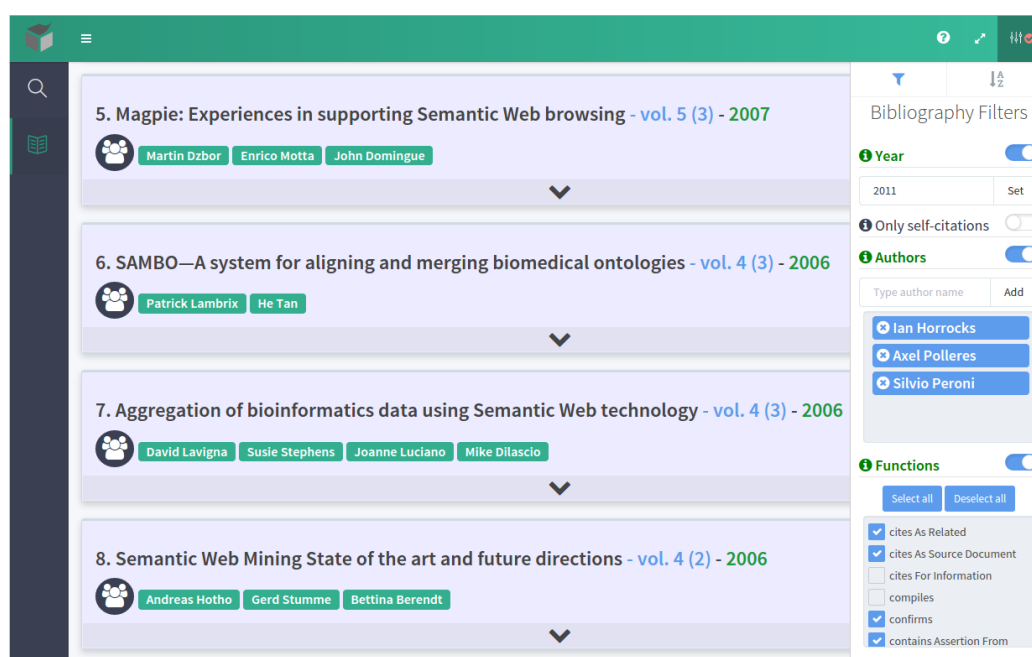 5. Magpie: Experiences in supporting Semantic Web browsing - vol. 5 (3) - 2007
Martin Dzbor Enrico Motta John Domingue
6. SAMBO—A system for aligning and merging biomedical ontologies - vol. 4 (3) - 2006
Patrick Lambrix He Tan
7. Aggregation of bioinformatics data using Semantic Web technology - vol. 4 (3) - 2006
David Lavigna Susie Stephens Joanne Luciano Mike Dilascio
8. Semantic Web Mining State of the art and future directions - vol. 4 (2) - 2006
Andreas Hotho Gerd Stumme Bettina Berendt
Bibliography Filters
Year
2011 Set
Only self-citations
Authors
Type author name Add
Ian Horrocks
Axel Polleres
Silvio Peroni
Functions
Select all Deselect all
cites As Related
cites As Source Document
cites For Information
compiles
confirms
contains Assertion From